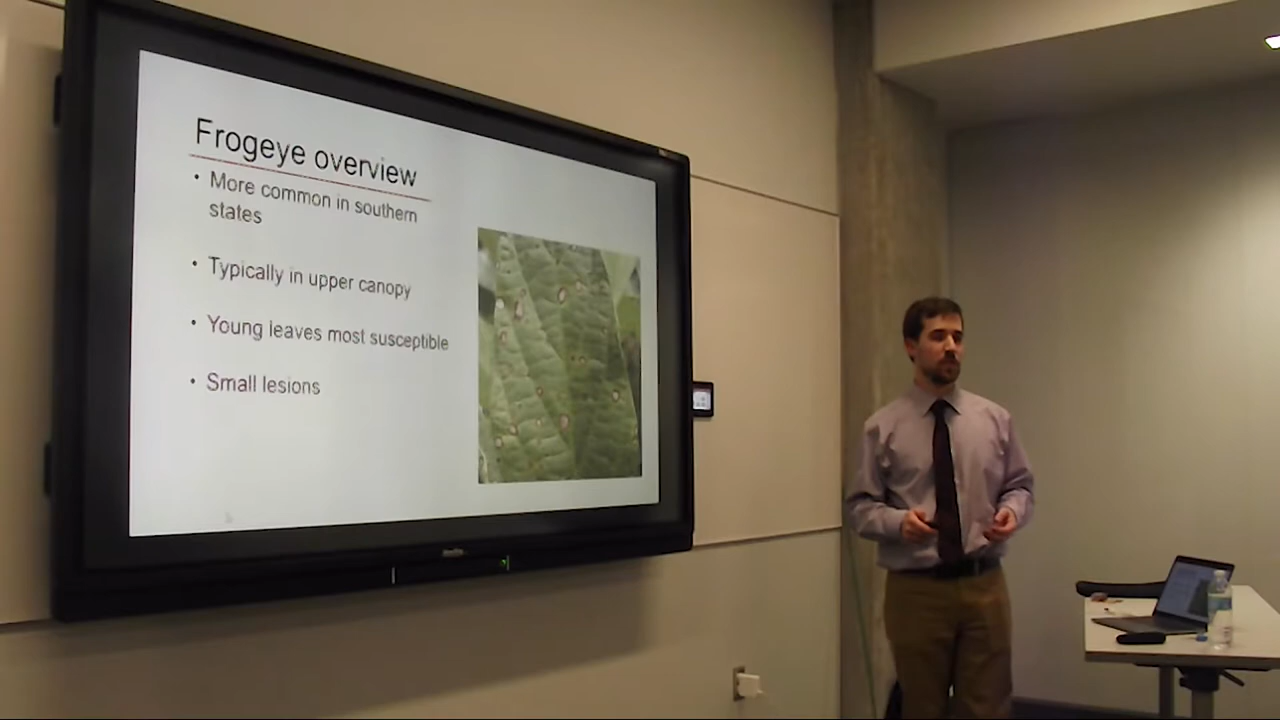 Frogeye overview
• More common in southern
states
• Typically in upper canopy
• Young leaves most susceptible
• Small lesions